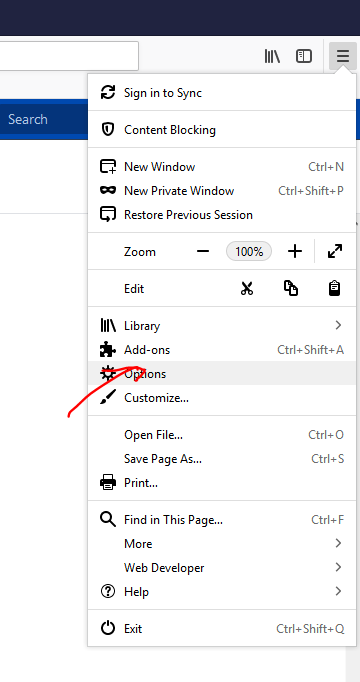 Search
Sign in to Sync
Content Blocking
New Window Ctrl+N
New Private Window Ctrl+Shift+P
Restore Previous Session
Zoom 100%
Edit
Library
Add-ons Ctrl+Shift+A
Options
Customize...
Open File... Ctrl+O
Save Page As... Ctrl+S
Print...
Find in This Page... Ctrl+F
More
Web Developer
Help
Exit Ctrl+Shift+Q